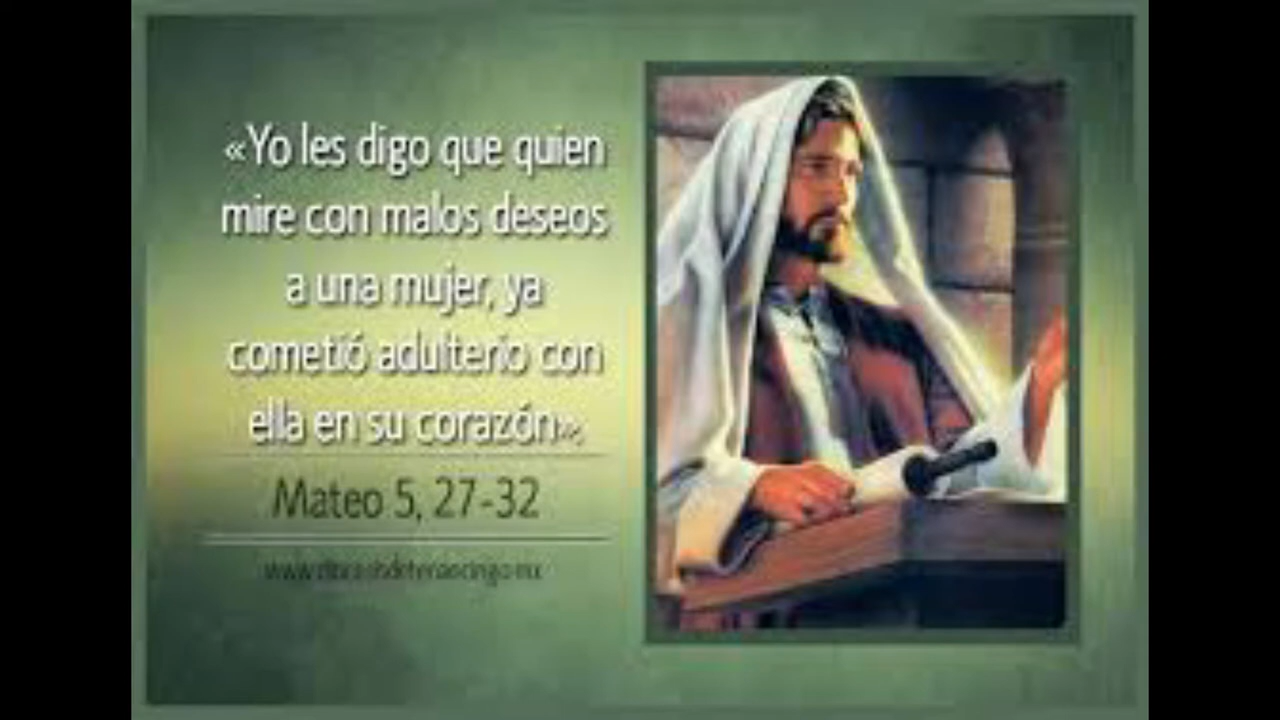 «Yo les digo que quien
mire con malos deseos
a una mujer, ya
cometió adulterio con
ella en su corazón».
Mateo 5, 27-32